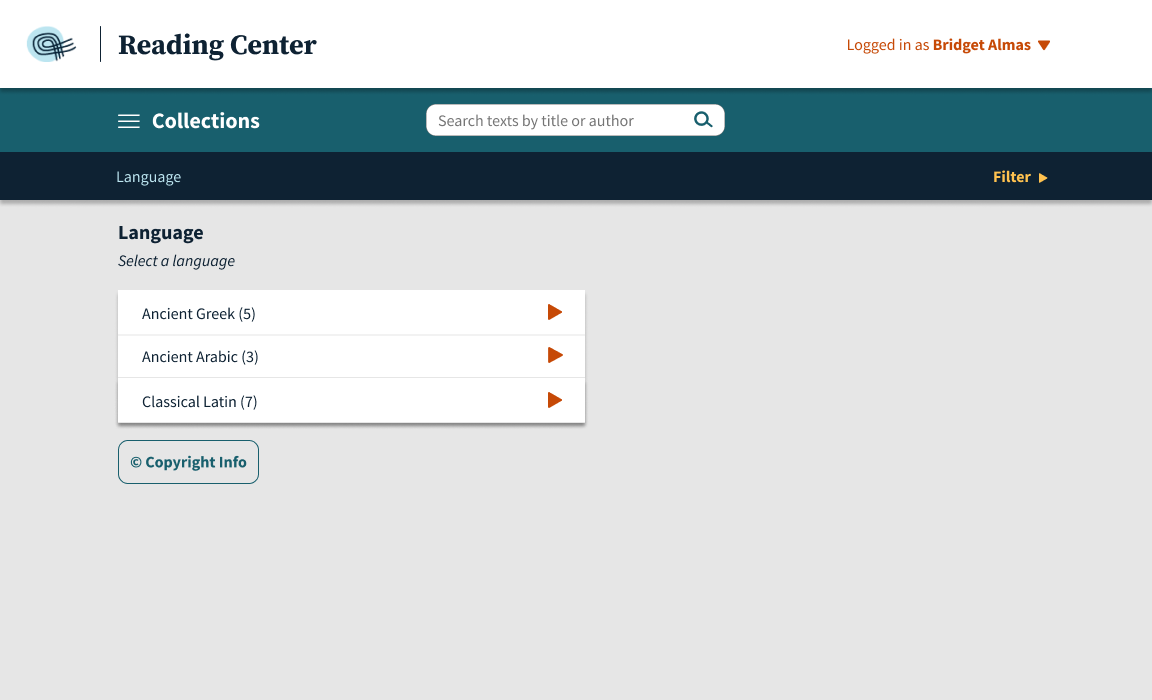 Reading Center
Logged in as Bridget Almas
Collections
Search texts by title or author
Language
Filter
Language
Select a language
Ancient Greek (5)
Ancient Arabic (3)
Classical Latin (7)
© Copyright Info